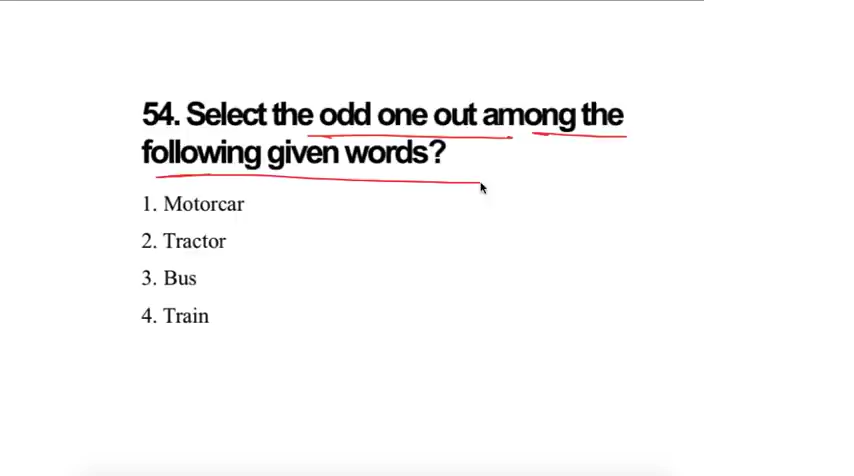 54. Select the odd one out among the
following given words?
1. Motorcar
2. Tractor
3. Bus
4. Train